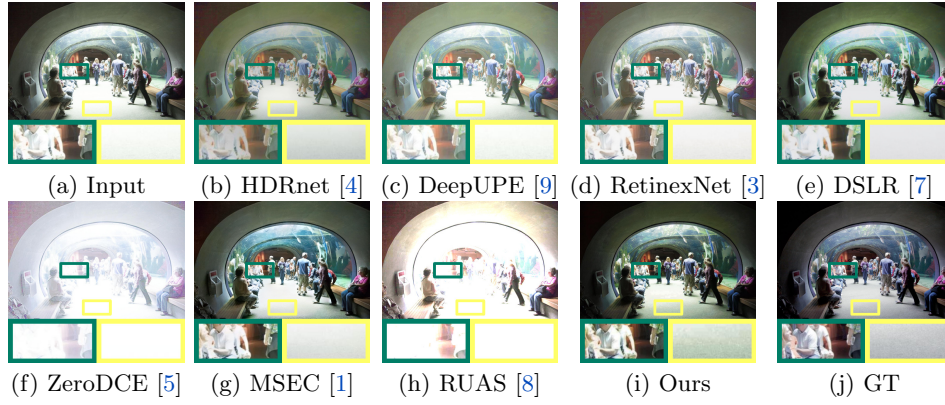 (a) Input (b) HDRnet [4] (c) DeepUPE [9] (d) RetinexNet [3] (e) DSLR [7]
(f) ZeroDCE [5] (g) MSEC [1] (h) RUAS [8] (i) Ours (j) GT